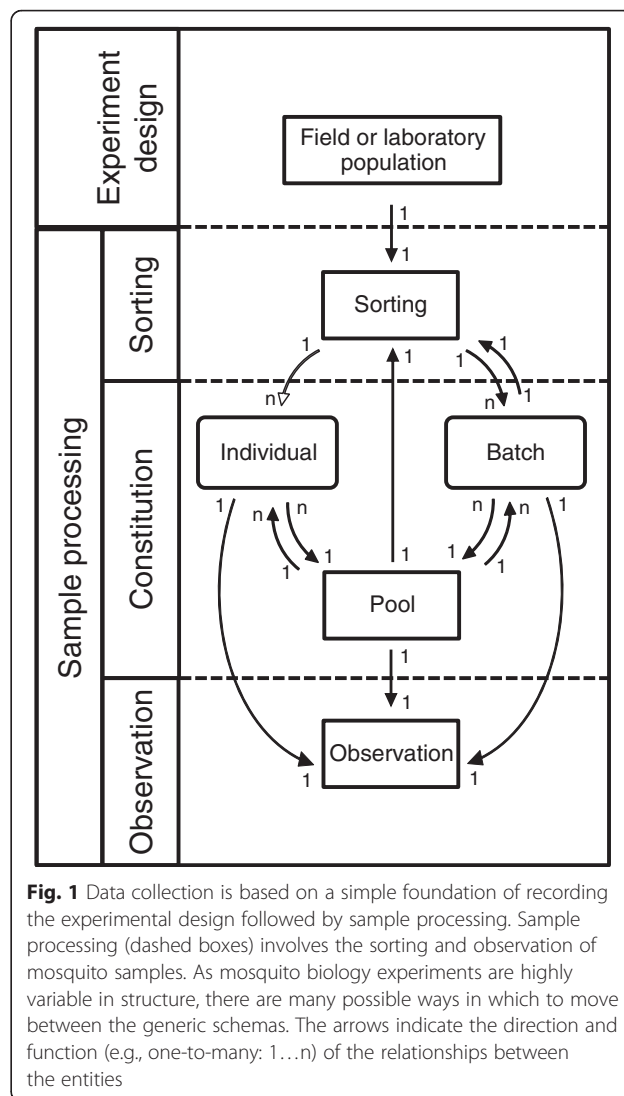 Experiment
design
Field or laboratory
population
1
1
Sample processing
Sorting
Sorting
1
1
1
1
n
n
1
Constitution
Individual
Batch
1
n
n
n
n
1
1
1
1
1
1
Pool
1
Observation
1
Observation
1
1
Fig. 1 Data collection is based on a simple foundation of recording
the experimental design followed by sample processing. Sample
processing (dashed boxes) involves the sorting and observation of
mosquito samples. As mosquito biology experiments are highly
variable in structure, there are many possible ways in which to move
between the generic schemas. The arrows indicate the direction and
function (e.g., one-to-many: 1…n) of the relationships between
the entities